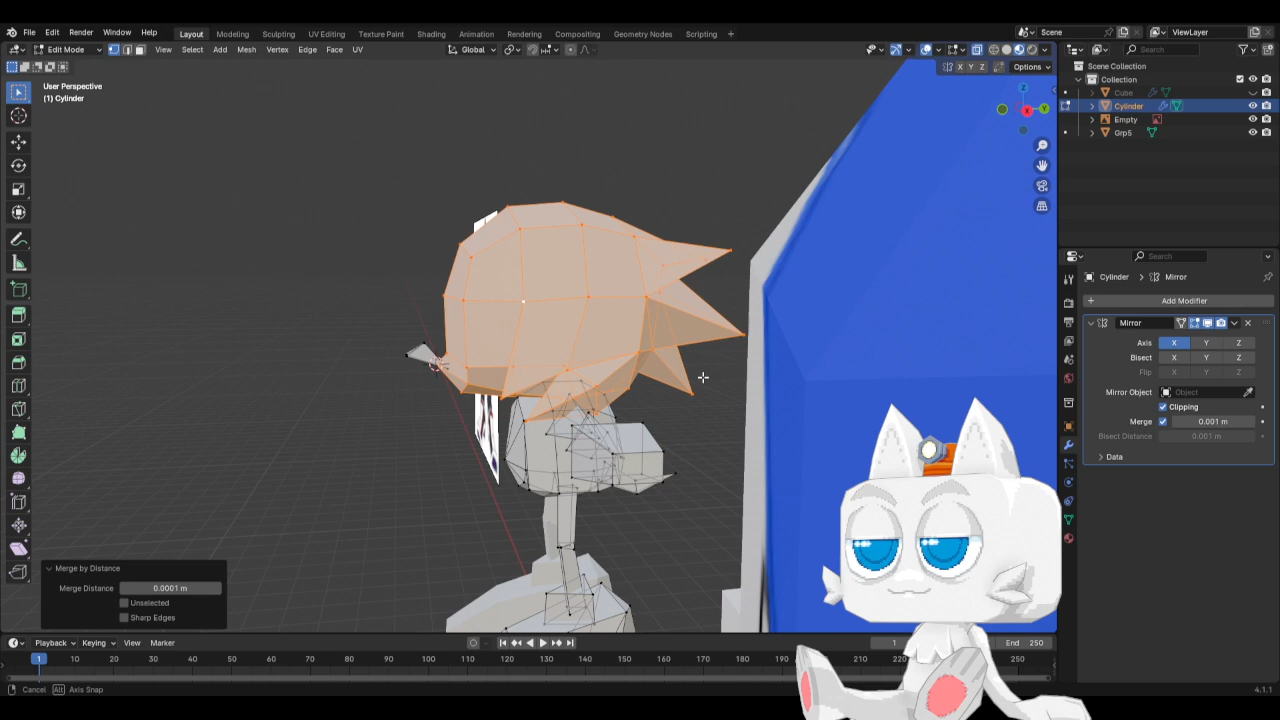 File Edit Render Window Help Layout Modeling Sculpting UV Editing Texture Paint Shading Animation Rendering Compositing Geometry Nodes Scripting + Scene ViewLayer
Edit Mode View Select Add Mesh Vertex Edge Face UV Global Search
X Y Z Options
User Perspective
(1) Cylinder
Scene Collection
Collection
Cube
Cylinder
Empty
Grp5
Z
X
Y
Search
Cylinder Mirror
+ Add Modifier
Mirror
Axis X Y Z
Bisect X Y Z
Flip X Y Z
Mirror Object Object
Clipping
Merge 0.001 m
Bisect Distance 0.001 m
Data
Merge by Distance
Merge Distance 0.0001 m
Unselected
Sharp Edges
Playback Keying View Marker 1 End 250
1 10 20 30 40 50 60 70 80 90 100 110 120 130 140 150 160 170 180 190 200 210 220 250
Cancel Alt Axis Snap 4.1.1